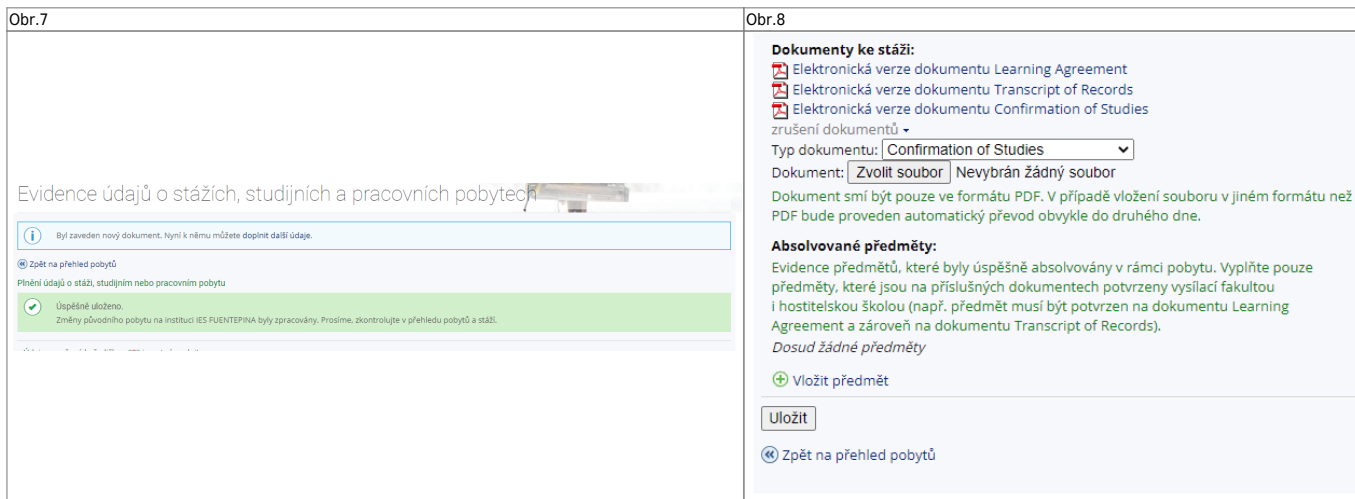 Obr.7
Evidence údajů o stážích, studijních a pracovních pobytech
Byl zaveden nový dokument. Nyní k němu můžete doplnit další údaje.
Zpět na přehled pobytů
Plnění údajů o stáži, studijním nebo pracovním pobytu
Úspěšně uloženo.
Změny původního pobytu na instituci IES FUENTEPINA byly zpracovány. Prosíme, zkontrolujte v přehledu pobytů a stáží.
Obr.8
Dokumenty ke stáži:
Elektronická verze dokumentu Learning Agreement
Elektronická verze dokumentu Transcript of Records
Elektronická verze dokumentu Confirmation of Studies
zrušení dokumentů
Typ dokumentu: Confirmation of Studies
Dokument: Zvolit soubor Nevybrán žádný soubor
Dokument smí být pouze ve formátu PDF. V případě vložení souboru v jiném formátu než
PDF bude proveden automatický převod obvykle do druhého dne.
Absolvované předměty:
Evidence předmětů, které byly úspěšně absolvovány v rámci pobytu. Vyplňte pouze
předměty, které jsou na příslušných dokumentech potvrzeny vysílací fakultou
i hostitelskou školou (např. předmět musí být potvrzen na dokumentu Learning
Agreement a zároveň na dokumentu Transcript of Records).
Dosud žádné předměty
Vložit předmět
Uložit
Zpět na přehled pobytů